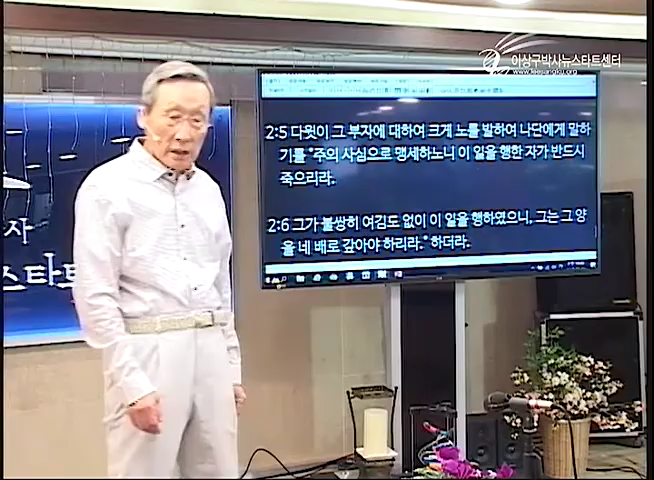 이상구박사뉴스타트센터
www.leesangku.org
2:5 다윗이 그 부자에 대하여 크게 노를 발하여 나단에게 말하
기를 "주의 사심으로 맹세하노니 이 일을 행한 자가 반드시
죽으리라.
2:6 그가 불쌍히 여김도 없이 이 일을 행하였으니, 그는 그 양
을 네 배로 갚아야 하리라." 하더라.
사
스타트